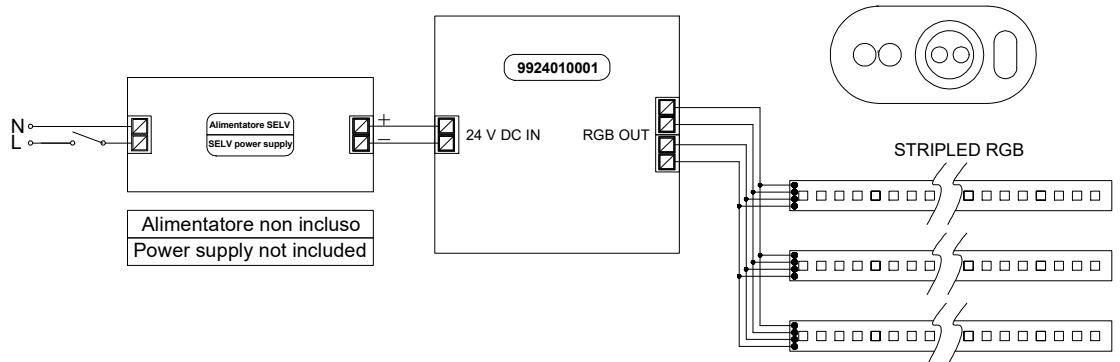 9924010001
N
L
Alimentatore SELV
SELV power supply
+
−
24 V DC IN
RGB OUT
STRIPLED RGB
Alimentatore non incluso
Power supply not included